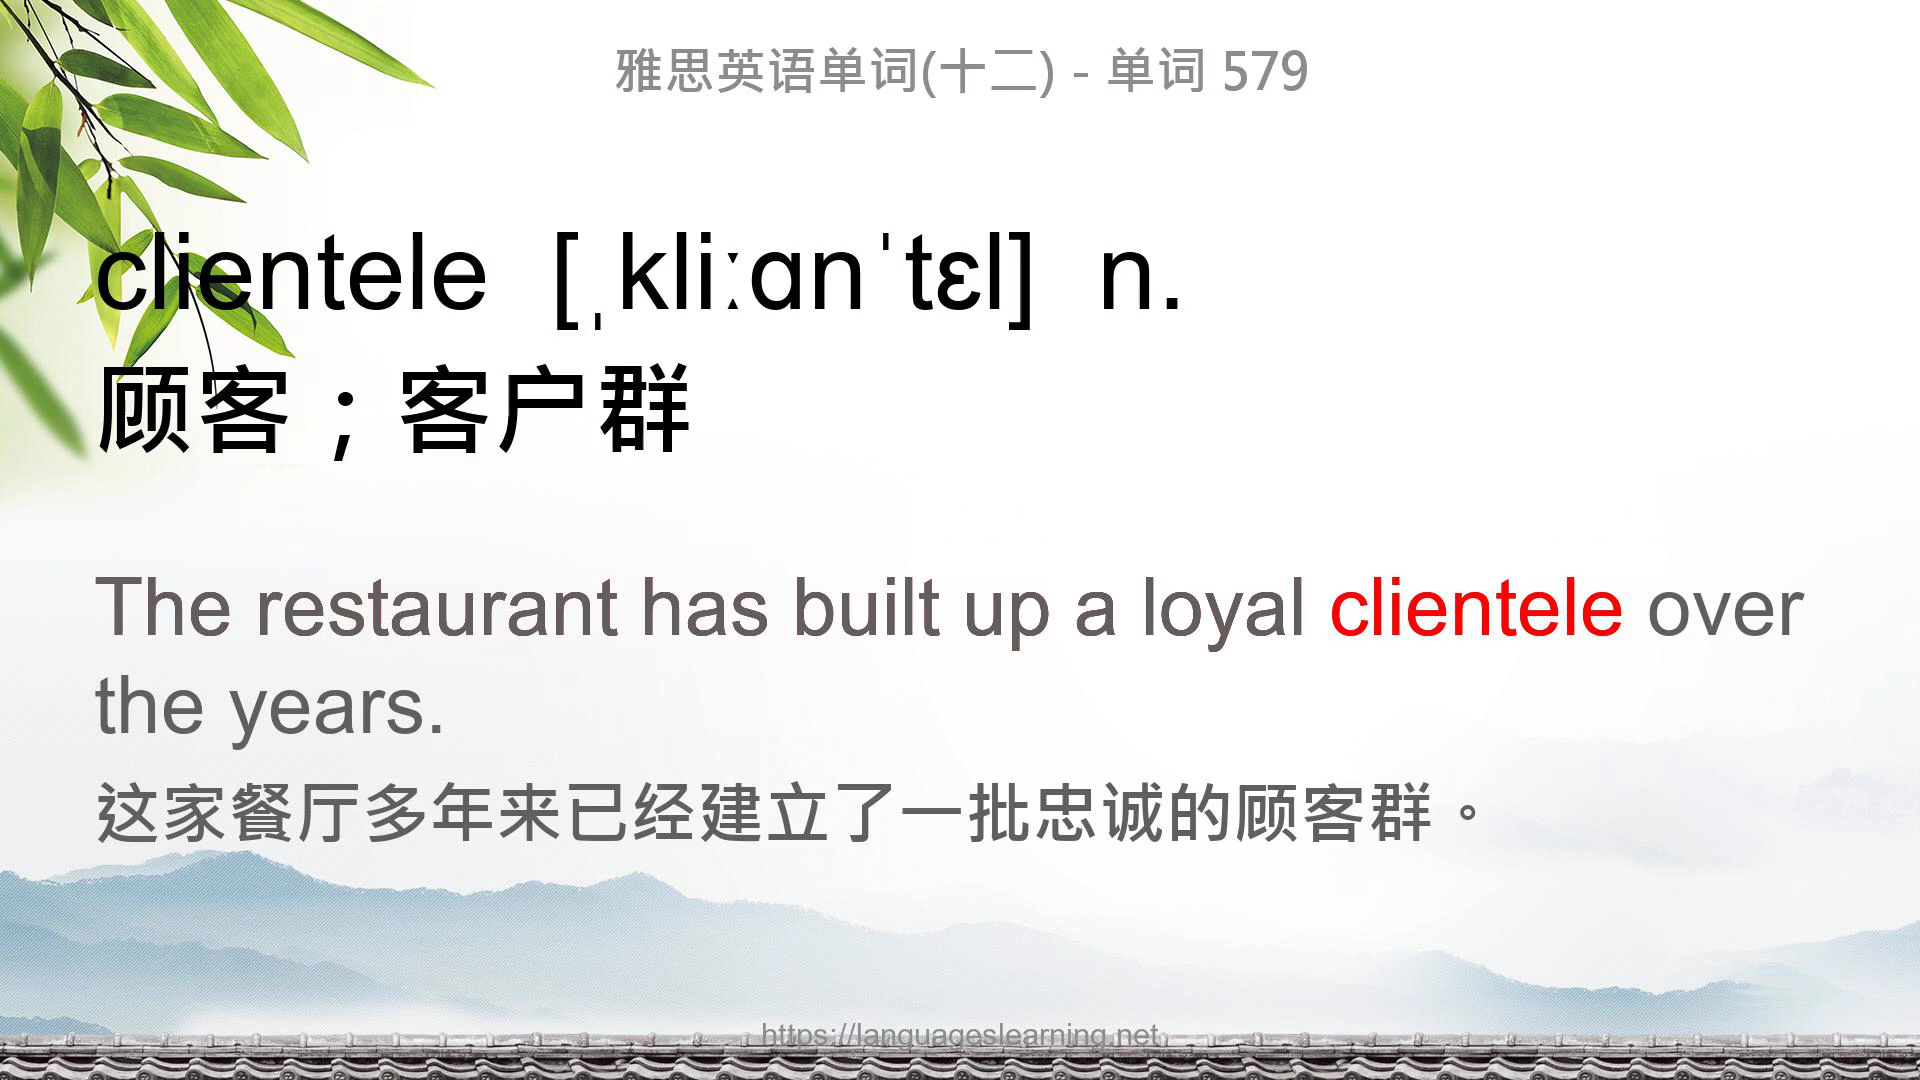 雅思英语单词(十二) - 单词 579
clientele [ˌkliːɑnˈtɛl] n.
顾客；客户群
The restaurant has built up a loyal clientele over
the years.
这家餐厅多年来已经建立了一批忠诚的顾客群。
https://languageslearning.net